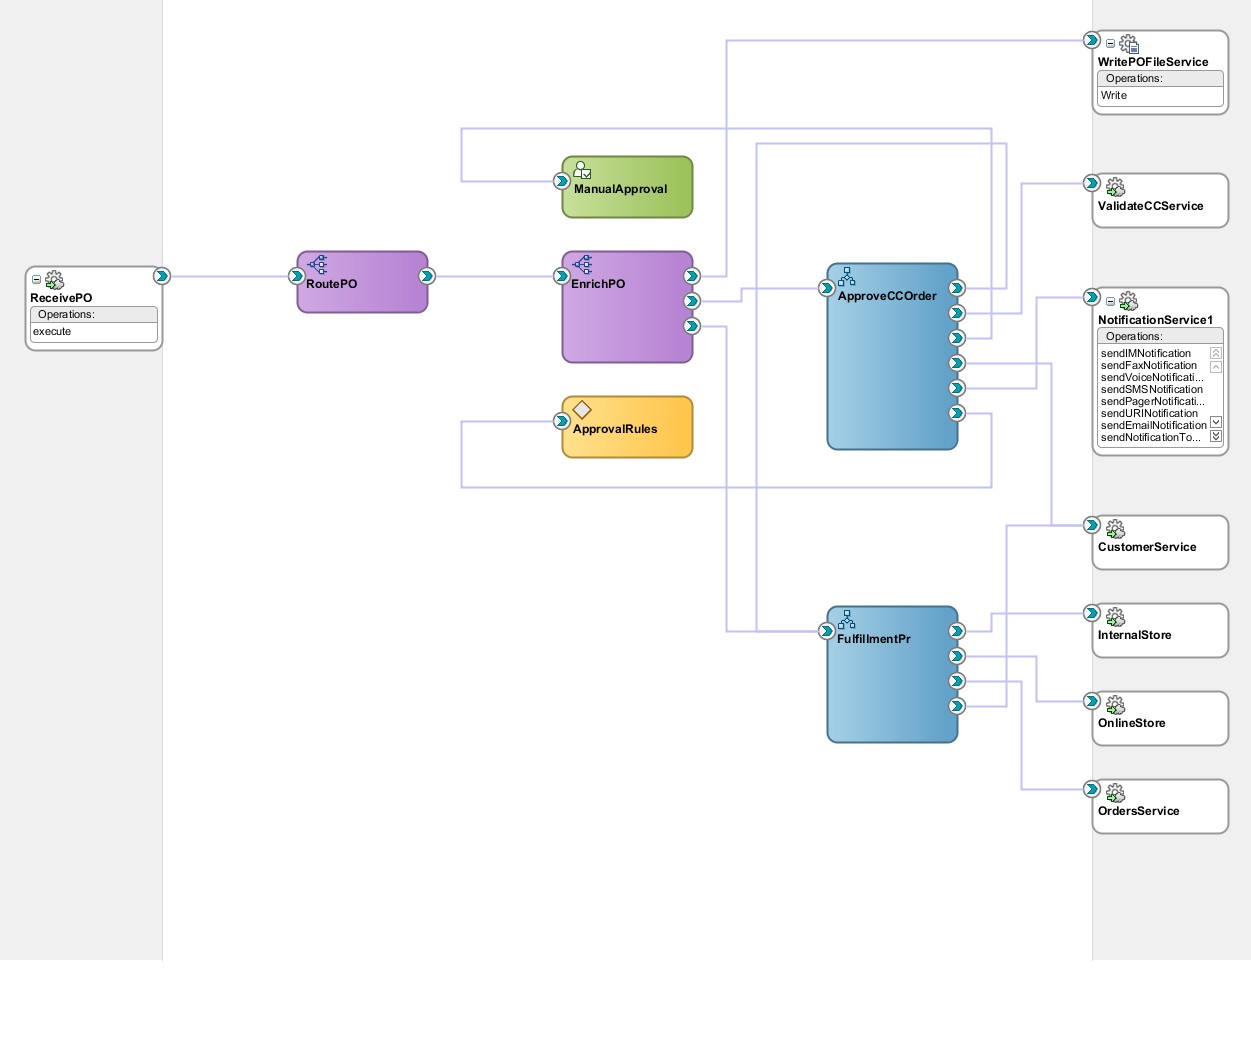 WritePOFileService
Operations:
Write
ManualApproval
ValidateCCService
ReceivePO
Operations:
execute
RoutePO
EnrichPO
ApproveCCOrder
NotificationService1
Operations:
sendIMNotification
sendFaxNotification
sendVoiceNotificati...
sendSMSNotification
sendPagerNotificati...
sendURINotification
sendEmailNotification
sendNotificationTo...
ApprovalRules
CustomerService
FulfillmentPr
InternalStore
OnlineStore
OrdersService